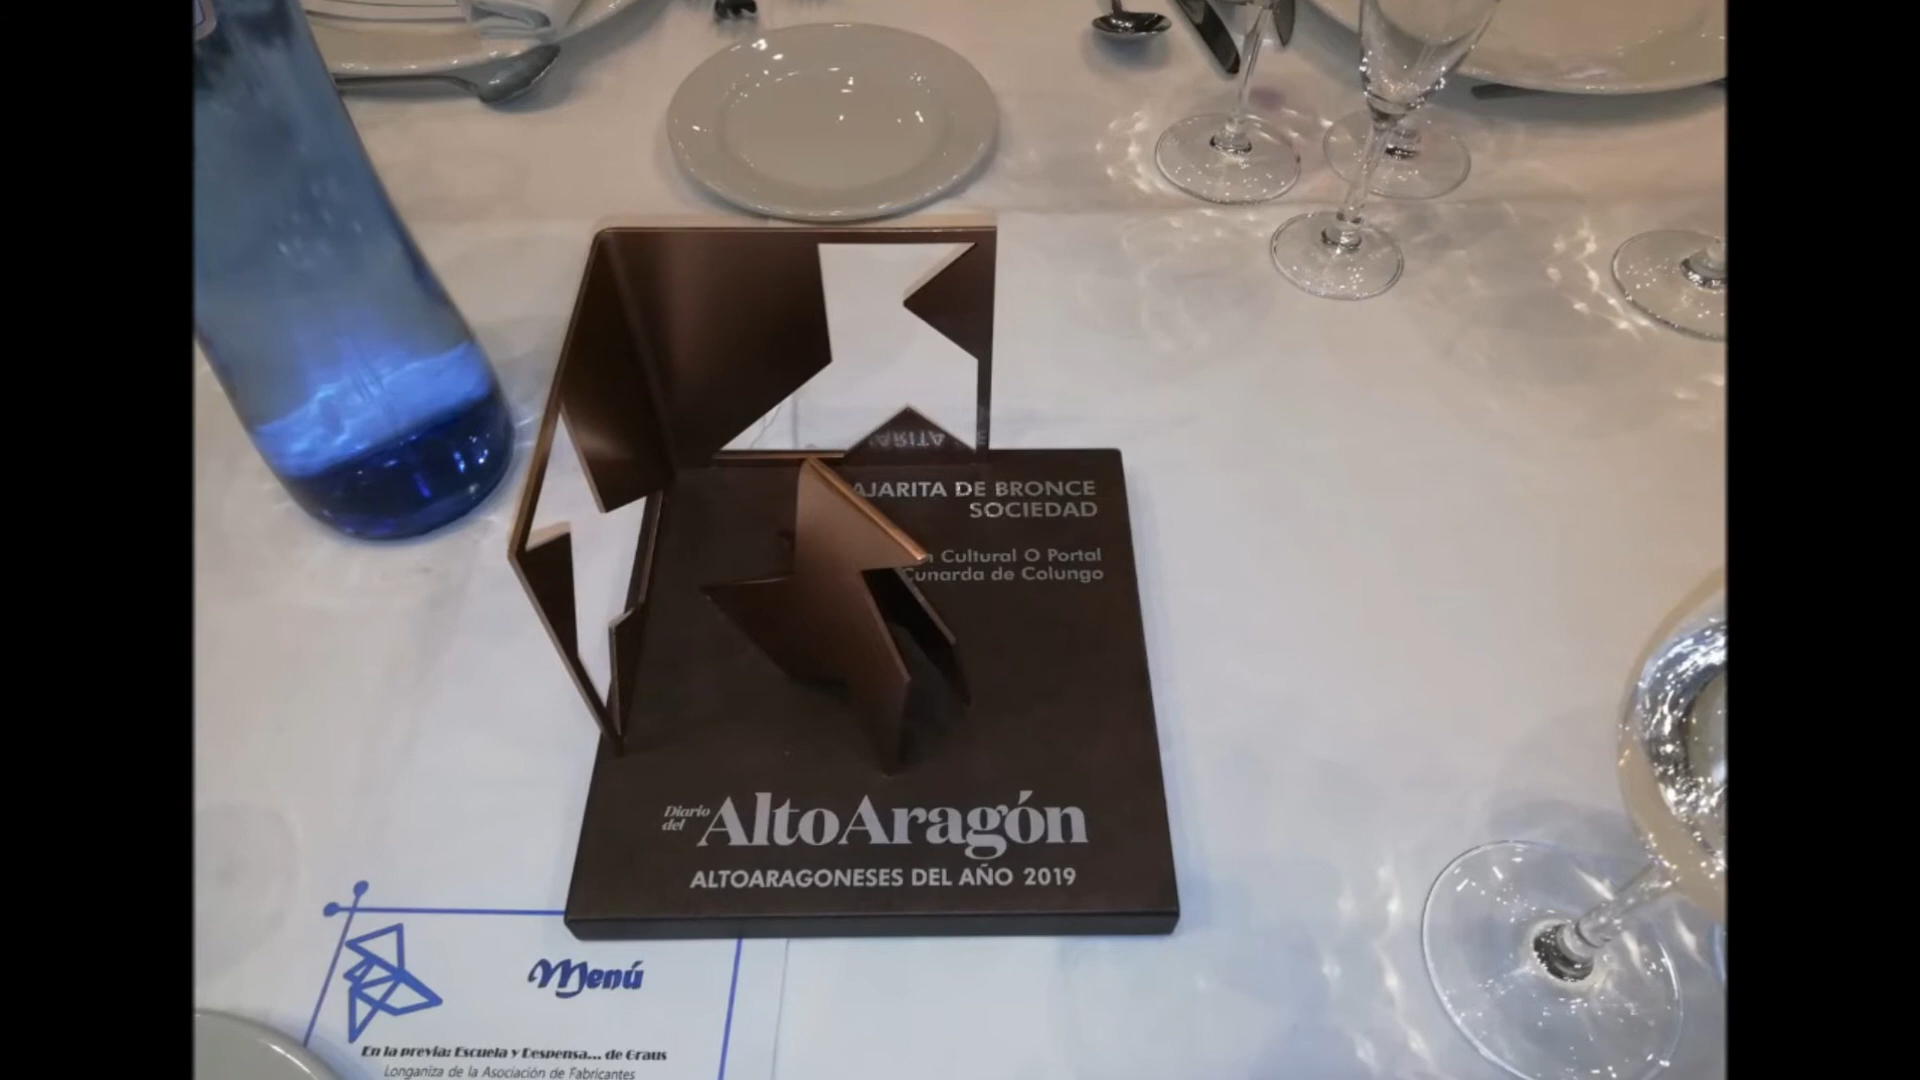 AJARITA DE BRONCE
SOCIEDAD
n Cultural O Portal
Cunarda de Colungo
Diario
del AltoAragón
ALTOARAGONESES DEL AÑO 2019
Menú
En la previa: Escuela y Despensa... de Graus
Longaniza de la Asociación de Fabricantes